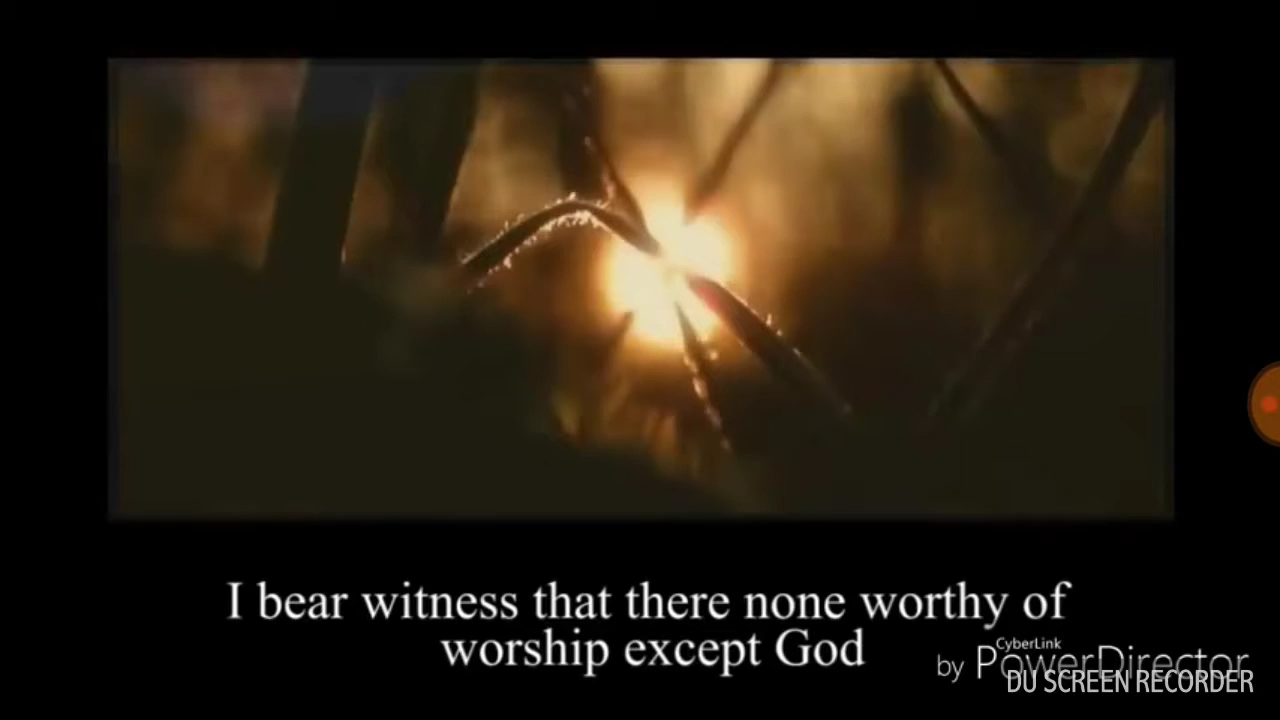 I bear witness that there none worthy of
worship except God
CyberLink
by PowerDirector
DU SCREEN RECORDER